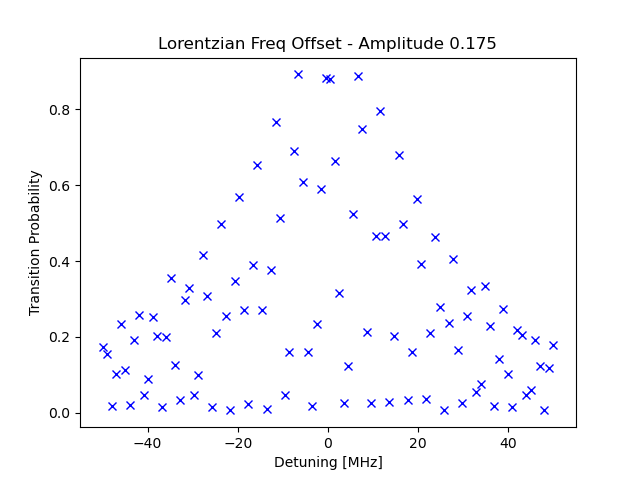 Lorentzian Freq Offset - Amplitude 0.175
Transition Probability
0.8
0.6
0.4
0.2
0.0
−40 −20 0 20 40
Detuning [MHz]